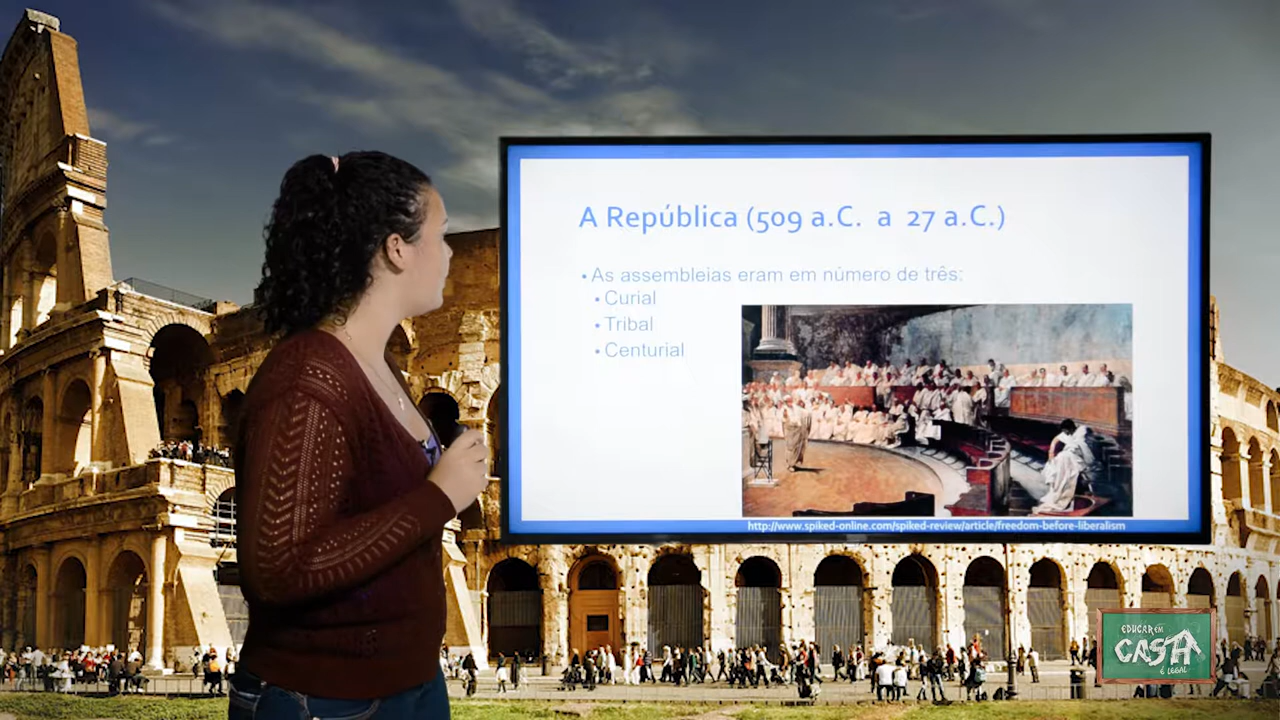 A República (509 a.C. a 27 a.C.)
• As assembleias eram em número de três:
• Curial
• Tribal
• Centurial
http://www.spiked-online.com/spiked-review/article/freedom-before-liberalism
EDUCAR EM
CASA
É LEGAL